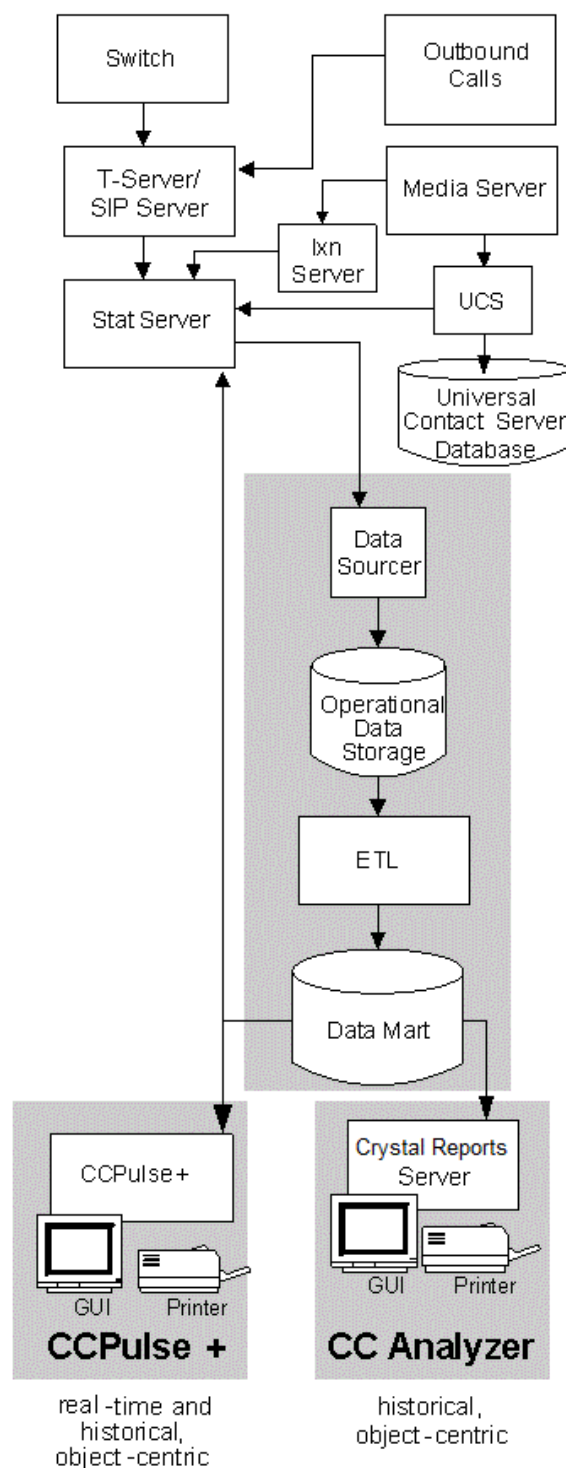 Switch
Outbound
Calls
T-Server/
SIP Server
Media Server
Ixn
Server
Stat Server
UCS
Universal
Contact Server
Database
Data
Sourcer
Operational
Data
Storage
ETL
Data Mart
CCPulse+
GUI
Printer
CCPulse +
real-time and
historical,
object-centric
Crystal Reports
Server
GUI
Printer
CC Analyzer
historical,
object-centric